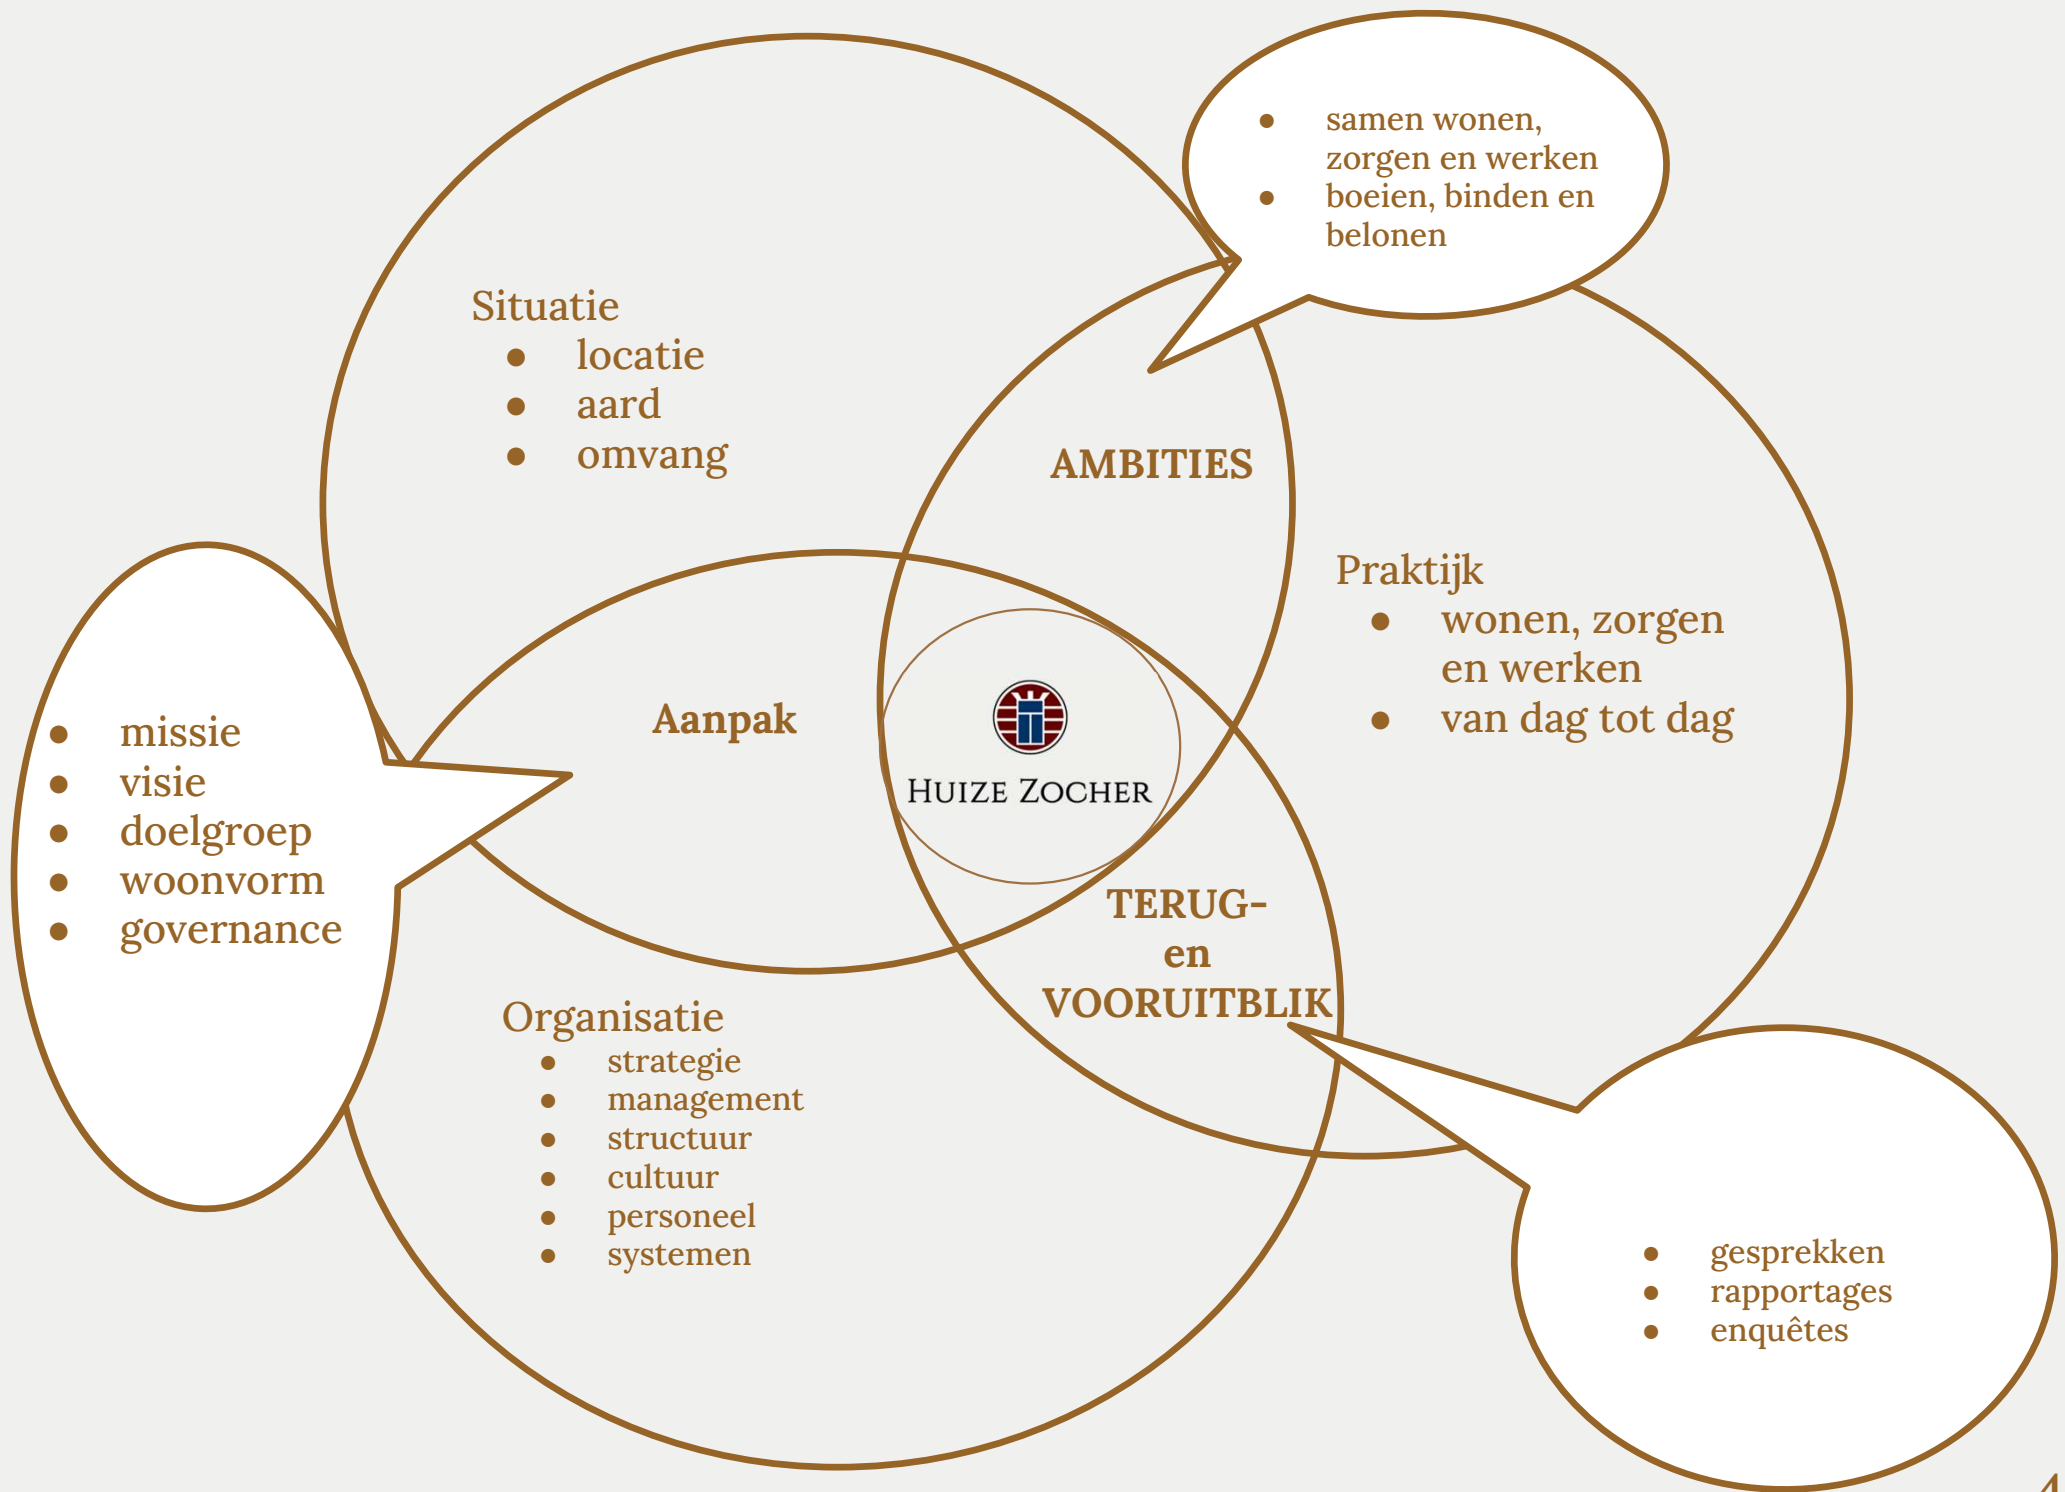 ● samen wonen,
zorgen en werken
● boeien, binden en
belonen
Situatie
● locatie
● aard
● omvang
AMBITIES
Praktijk
● wonen, zorgen
en werken
● van dag tot dag
● missie
● visie
● doelgroep
● woonvorm
● governance
Aanpak
HUIZE ZOCHER
TERUG-
en
VOORUITBLIK
Organisatie
● strategie
● management
● structuur
● cultuur
● personeel
● systemen
● gesprekken
● rapportages
● enquêtes
4